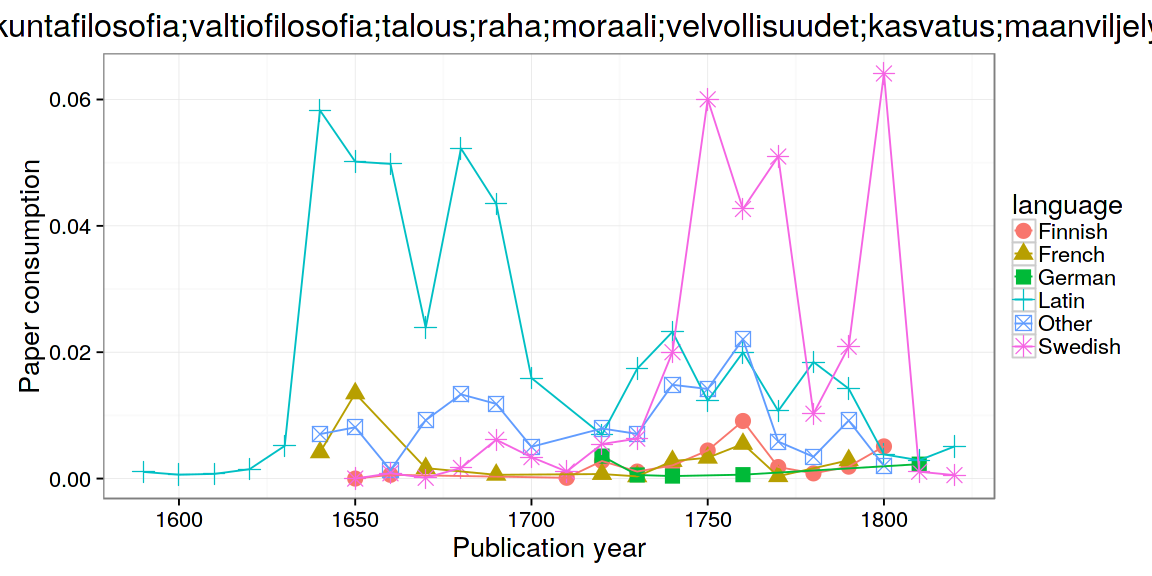 kuntafilosofia;valtiofilosofia;talous;raha;moraali;velvollisuudet;kasvatus;maanviljely
Paper consumption
0.06
0.04
0.02
0.00
1600
1650
1700
1750
1800
Publication year
language
Finnish
French
German
Latin
Other
Swedish